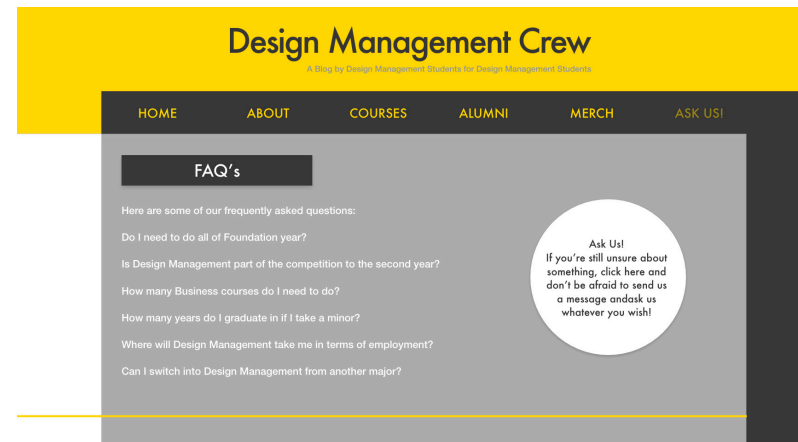 Design Management Crew
A Blog by Design Management Students for Design Management Students
HOME ABOUT COURSES ALUMNI MERCH ASK US!
FAQ's
Here are some of our frequently asked questions:
Do I need to do all of Foundation year?
Is Design Management part of the competition to the second year?
How many Business courses do I need to do?
How many years do I graduate in if I take a minor?
Where will Design Management take me in terms of employment?
Can I switch into Design Management from another major?
Ask Us!
If you're still unsure about
something, click here and
don't be afraid to send us
a message andask us
whatever you wish!